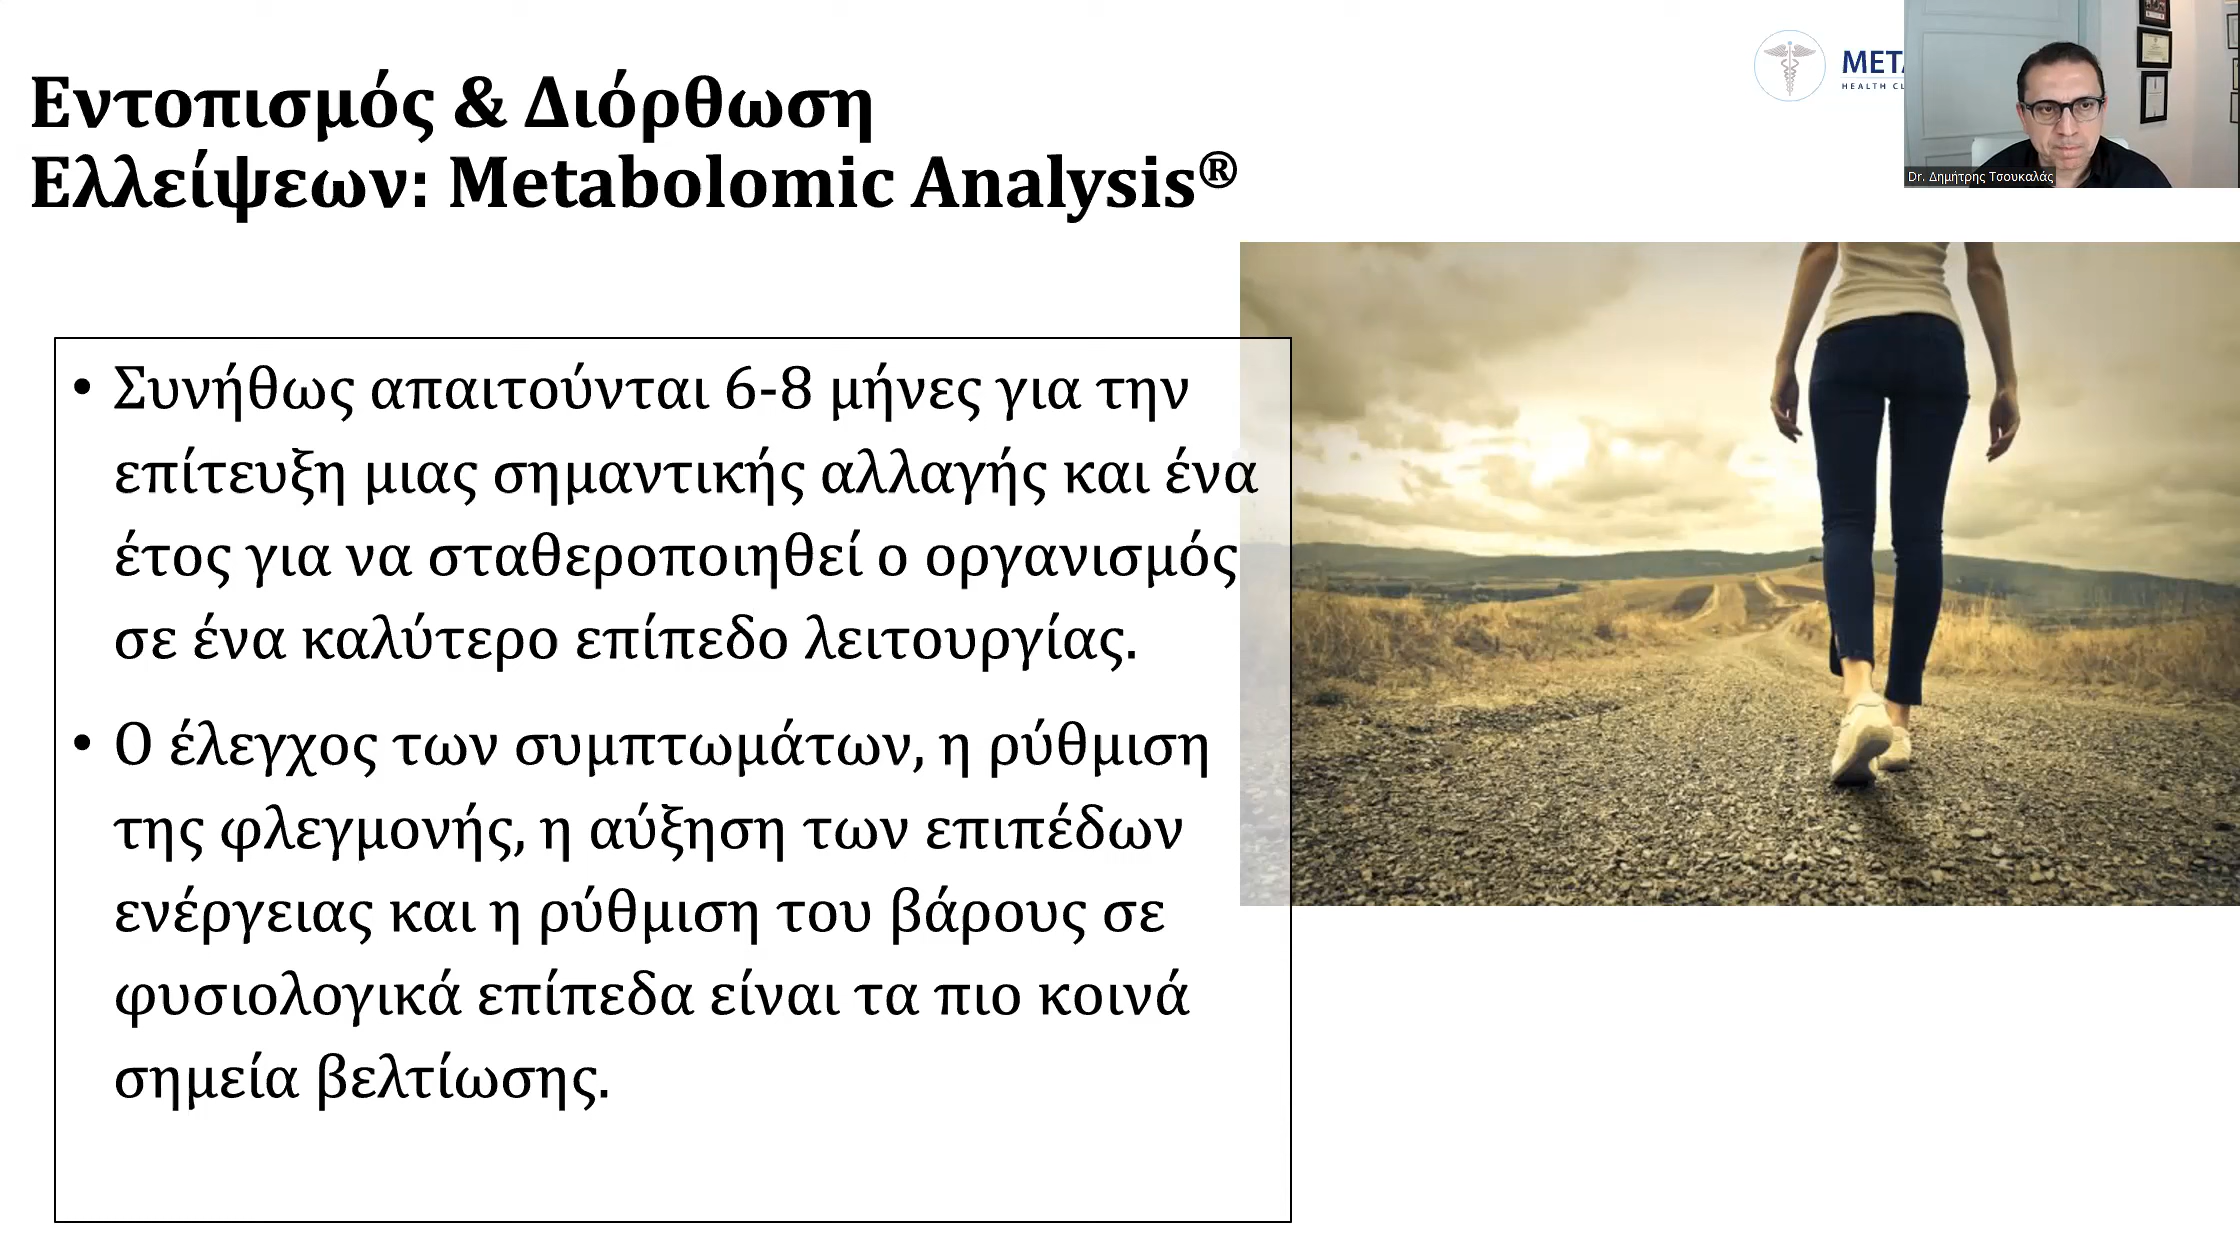 Εντοπισμός & Διόρθωση
Ελλείψεων: Metabolomic Analysis®
Dr. Δημήτρης Τσουκαλάς
• Συνήθως απαιτούνται 6-8 μήνες για την
επίτευξη μιας σημαντικής αλλαγής και ένα
έτος για να σταθεροποιηθεί ο οργανισμός
σε ένα καλύτερο επίπεδο λειτουργίας.
• Ο έλεγχος των συμπτωμάτων, η ρύθμιση
της φλεγμονής, η αύξηση των επιπέδων
ενέργειας και η ρύθμιση του βάρους σε
φυσιολογικά επίπεδα είναι τα πιο κοινά
σημεία βελτίωσης.
HEALTH